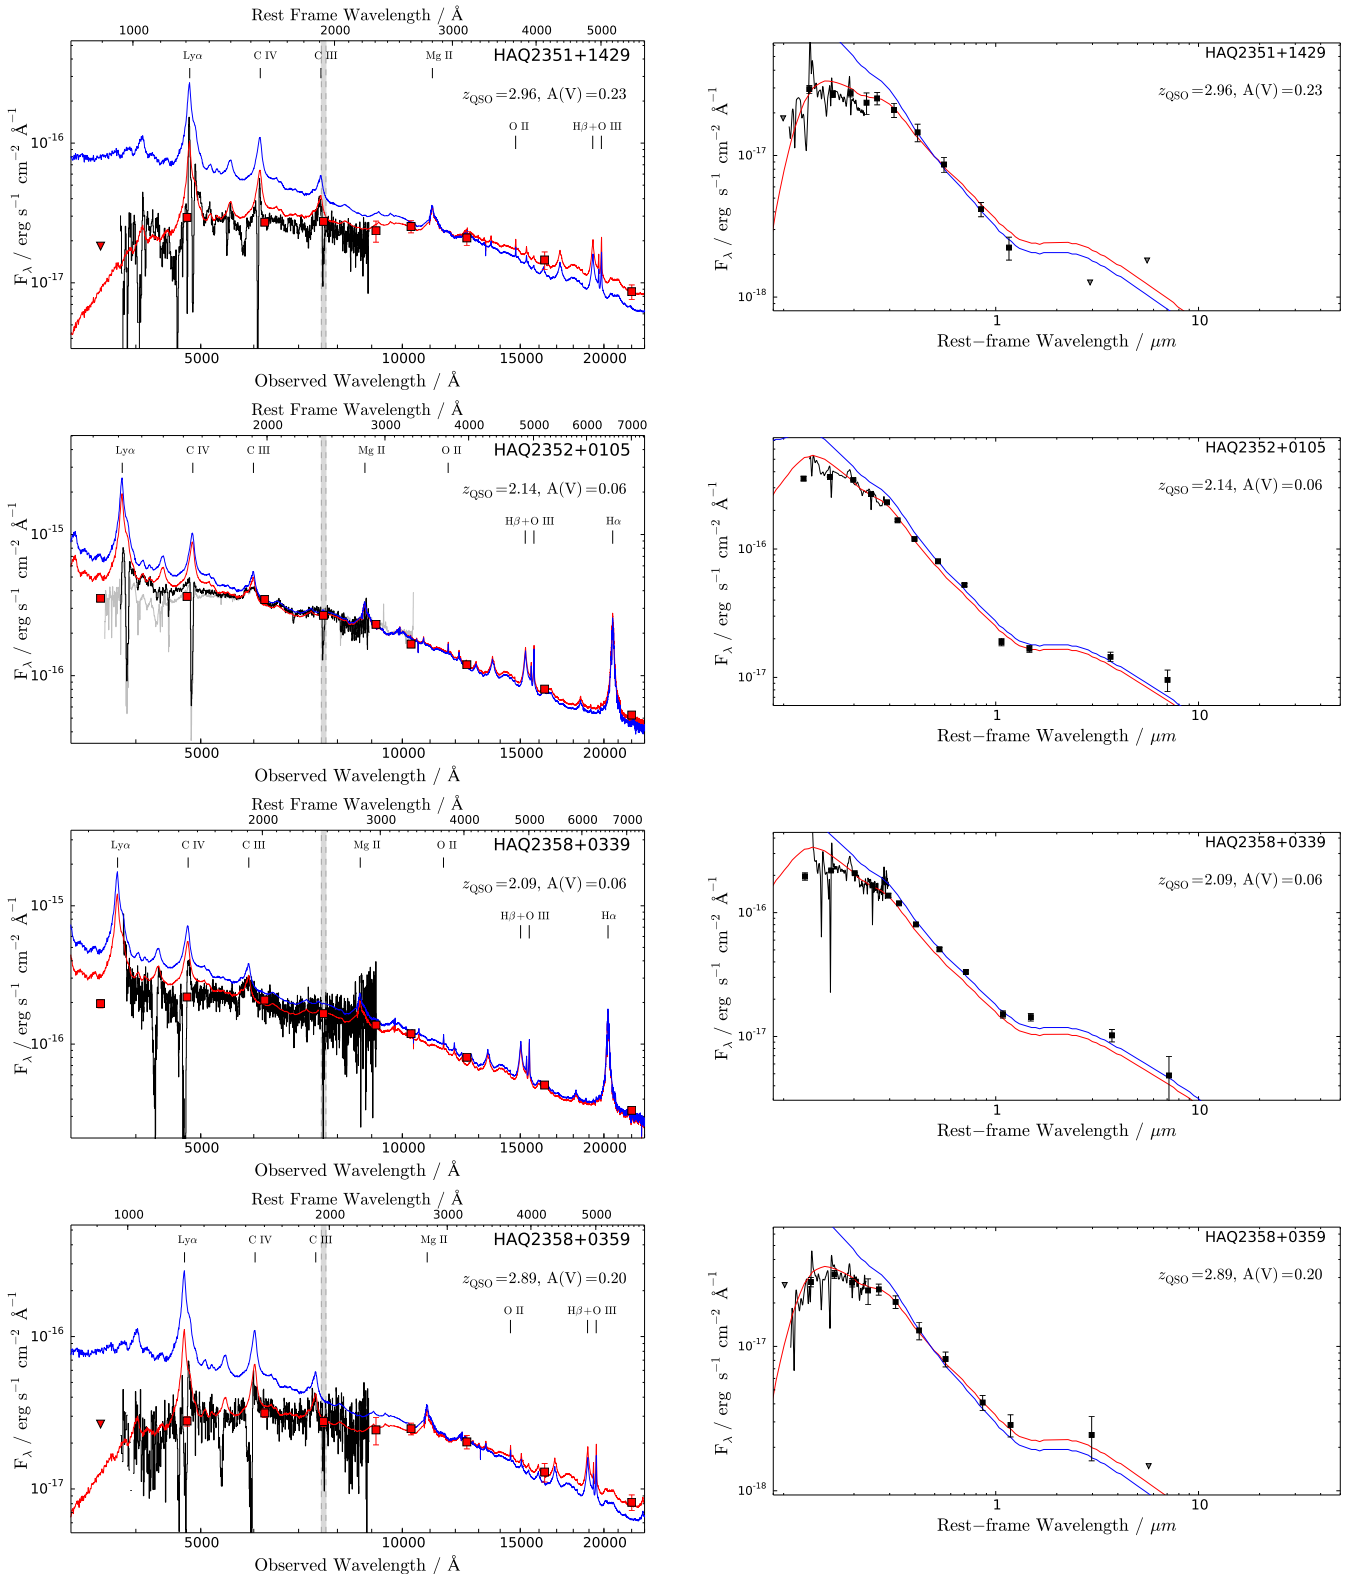 Rest Frame Wavelength / Å
1000 2000 3000 4000 5000
HAQ2351+1429
Lyα C IV C III Mg II
z_QSO=2.96, A(V)=0.23
O II Hβ+O III
10^-16
10^-17
F_λ / erg s^-1 cm^-2 Å^-1
5000 10000 15000 20000
Observed Wavelength / Å
HAQ2351+1429
z_QSO=2.96, A(V)=0.23
10^-17
10^-18
F_λ / erg s^-1 cm^-2 Å^-1
1 10
Rest−frame Wavelength / μm
Rest Frame Wavelength / Å
2000 3000 4000 5000 6000 7000
HAQ2352+0105
Lyα C IV C III Mg II O II
z_QSO=2.14, A(V)=0.06
Hβ+O III Hα
10^-15
10^-16
F_λ / erg s^-1 cm^-2 Å^-1
5000 10000 15000 20000
Observed Wavelength / Å
HAQ2352+0105
z_QSO=2.14, A(V)=0.06
10^-16
10^-17
F_λ / erg s^-1 cm^-2 Å^-1
1 10
Rest−frame Wavelength / μm
Rest Frame Wavelength / Å
2000 3000 4000 5000 6000 7000
HAQ2358+0339
Lyα C IV C III Mg II O II
z_QSO=2.09, A(V)=0.06
Hβ+O III Hα
10^-15
10^-16
F_λ / erg s^-1 cm^-2 Å^-1
5000 10000 15000 20000
Observed Wavelength / Å
HAQ2358+0339
z_QSO=2.09, A(V)=0.06
10^-16
10^-17
F_λ / erg s^-1 cm^-2 Å^-1
1 10
Rest−frame Wavelength / μm
Rest Frame Wavelength / Å
1000 2000 3000 4000 5000
HAQ2358+0359
Lyα C IV C III Mg II
z_QSO=2.89, A(V)=0.20
O II Hβ+O III
10^-16
10^-17
F_λ / erg s^-1 cm^-2 Å^-1
5000 10000 15000 20000
Observed Wavelength / Å
HAQ2358+0359
z_QSO=2.89, A(V)=0.20
10^-17
10^-18
F_λ / erg s^-1 cm^-2 Å^-1
1 10
Rest−frame Wavelength / μm